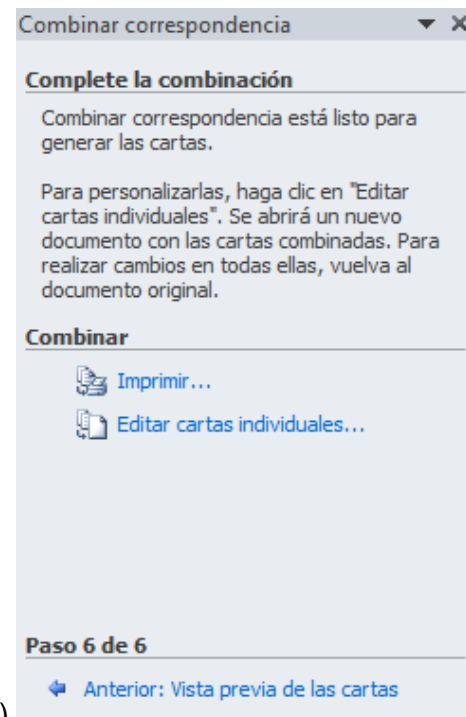 Combinar correspondencia
Complete la combinación
Combinar correspondencia está listo para
generar las cartas.
Para personalizarlas, haga clic en "Editar
cartas individuales". Se abrirá un nuevo
documento con las cartas combinadas. Para
realizar cambios en todas ellas, vuelva al
documento original.
Combinar
Imprimir...
Editar cartas individuales...
Paso 6 de 6
Anterior: Vista previa de las cartas
)